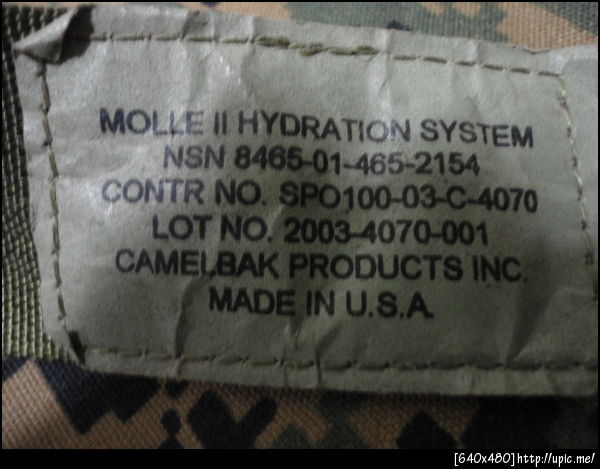 MOLLE II HYDRATION SYSTEM
NSN 8465-01-465-2154
CONTR NO. SPO100-03-C-4070
LOT NO. 2003-4070-001
CAMELBAK PRODUCTS INC.
MADE IN U.S.A.
[640x480]http://upic.me/